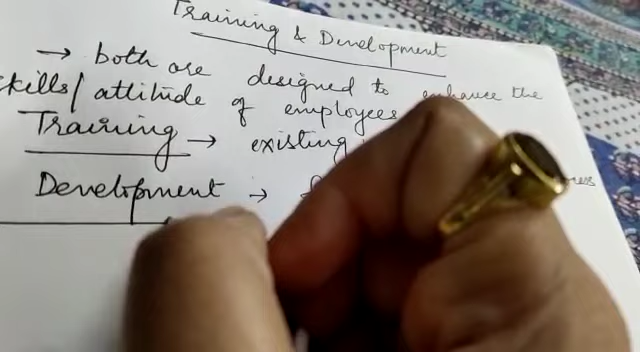 Training & Development
→ both are designed to enhance the
skills/attitude of employees
Training → existing
Development →